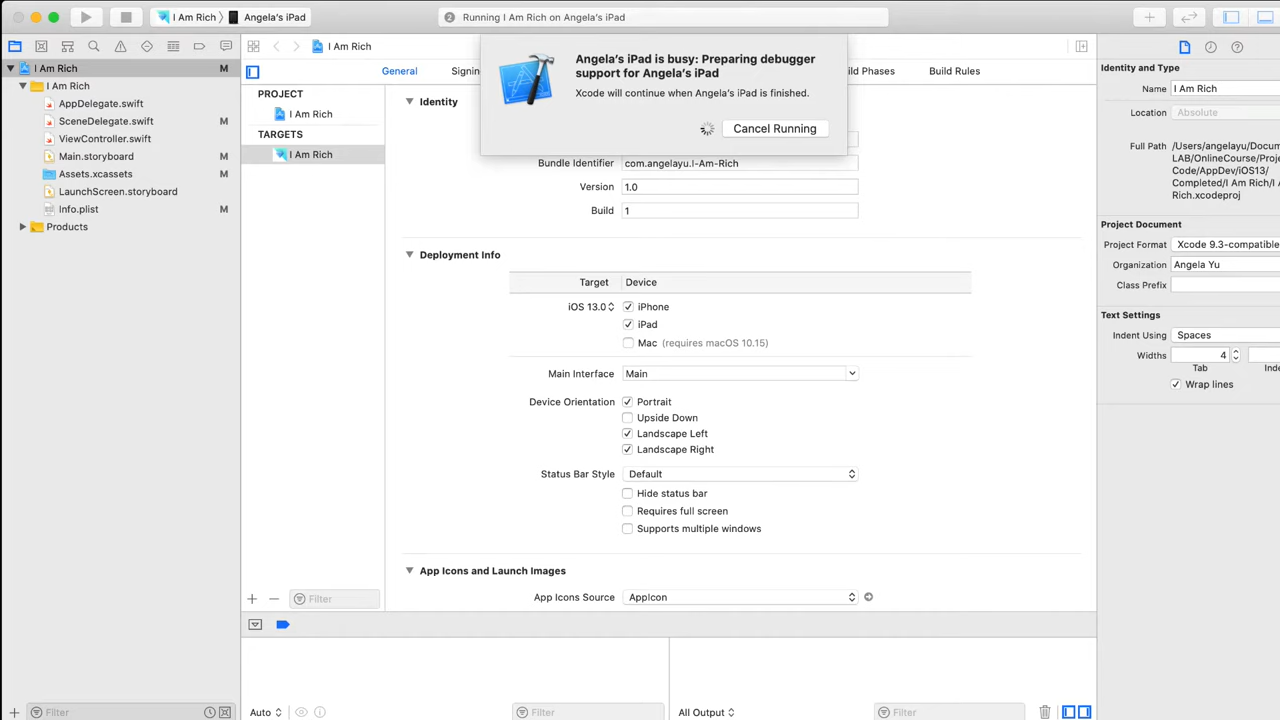 I Am Rich
Angela's iPad
2
Running I Am Rich on Angela's iPad
I Am Rich
M
I Am Rich
AppDelegate.swift
SceneDelegate.swift
M
ViewController.swift
Main.storyboard
M
Assets.xcassets
M
LaunchScreen.storyboard
Info.plist
M
Products
Filter
I Am Rich
PROJECT
I Am Rich
TARGETS
I Am Rich
Filter
General
Signin
ild Phases
Build Rules
Angela's iPad is busy: Preparing debugger
support for Angela's iPad
Xcode will continue when Angela's iPad is finished.
Cancel Running
Identity
Bundle Identifier
com.angelayu.I-Am-Rich
Version
1.0
Build
1
Deployment Info
Target
Device
iOS 13.0
iPhone
iPad
Mac (requires macOS 10.15)
Main Interface
Main
Device Orientation
Portrait
Upside Down
Landscape Left
Landscape Right
Status Bar Style
Default
Hide status bar
Requires full screen
Supports multiple windows
App Icons and Launch Images
App Icons Source
AppIcon
Auto
Filter
All Output
Filter
Identity and Type
Name
I Am Rich
Location
Absolute
Full Path
/Users/angelayu/Docum
LAB/OnlineCourse/Proj
Code/AppDev/iOS13/
Completed/I Am Rich/I A
Rich.xcodeproj
Project Document
Project Format
Xcode 9.3-compatible
Organization
Angela Yu
Class Prefix
Text Settings
Indent Using
Spaces
Widths
4
Tab
Inde
Wrap lines